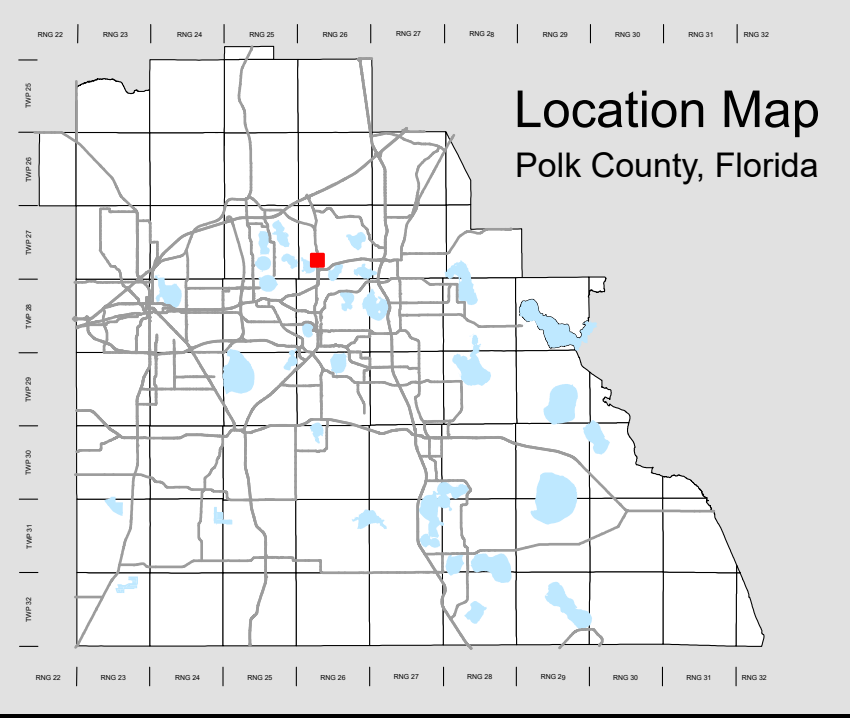 RNG 22 RNG 23 RNG 24 RNG 25 RNG 26 RNG 27 RNG 28 RNG 29 RNG 30 RNG 31 RNG 32
Location Map
Polk County, Florida
TWP 25
TWP 26
TWP 27
TWP 28
TWP 29
TWP 30
TWP 31
TWP 32
RNG 22 RNG 23 RNG 24 RNG 25 RNG 26 RNG 27 RNG 28 RNG 29 RNG 30 RNG 31 RNG 32